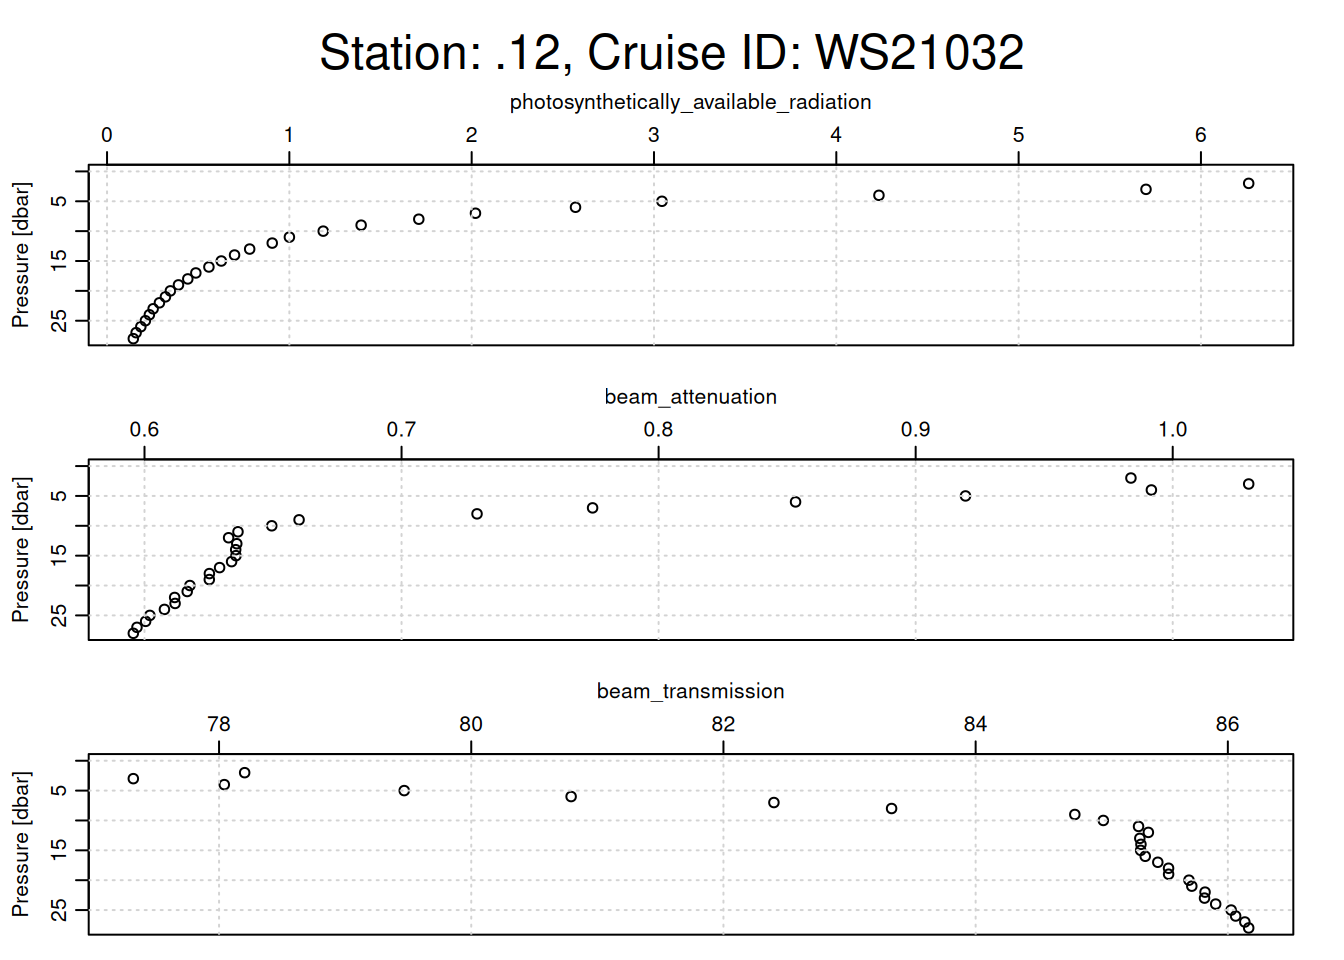 Station: .12, Cruise ID: WS21032
photosynthetically_available_radiation
0 1 2 3 4 5 6
Pressure [dbar]
5
15
25
beam_attenuation
0.6 0.7 0.8 0.9 1.0
Pressure [dbar]
5
15
25
beam_transmission
78 80 82 84 86
Pressure [dbar]
5
15
25